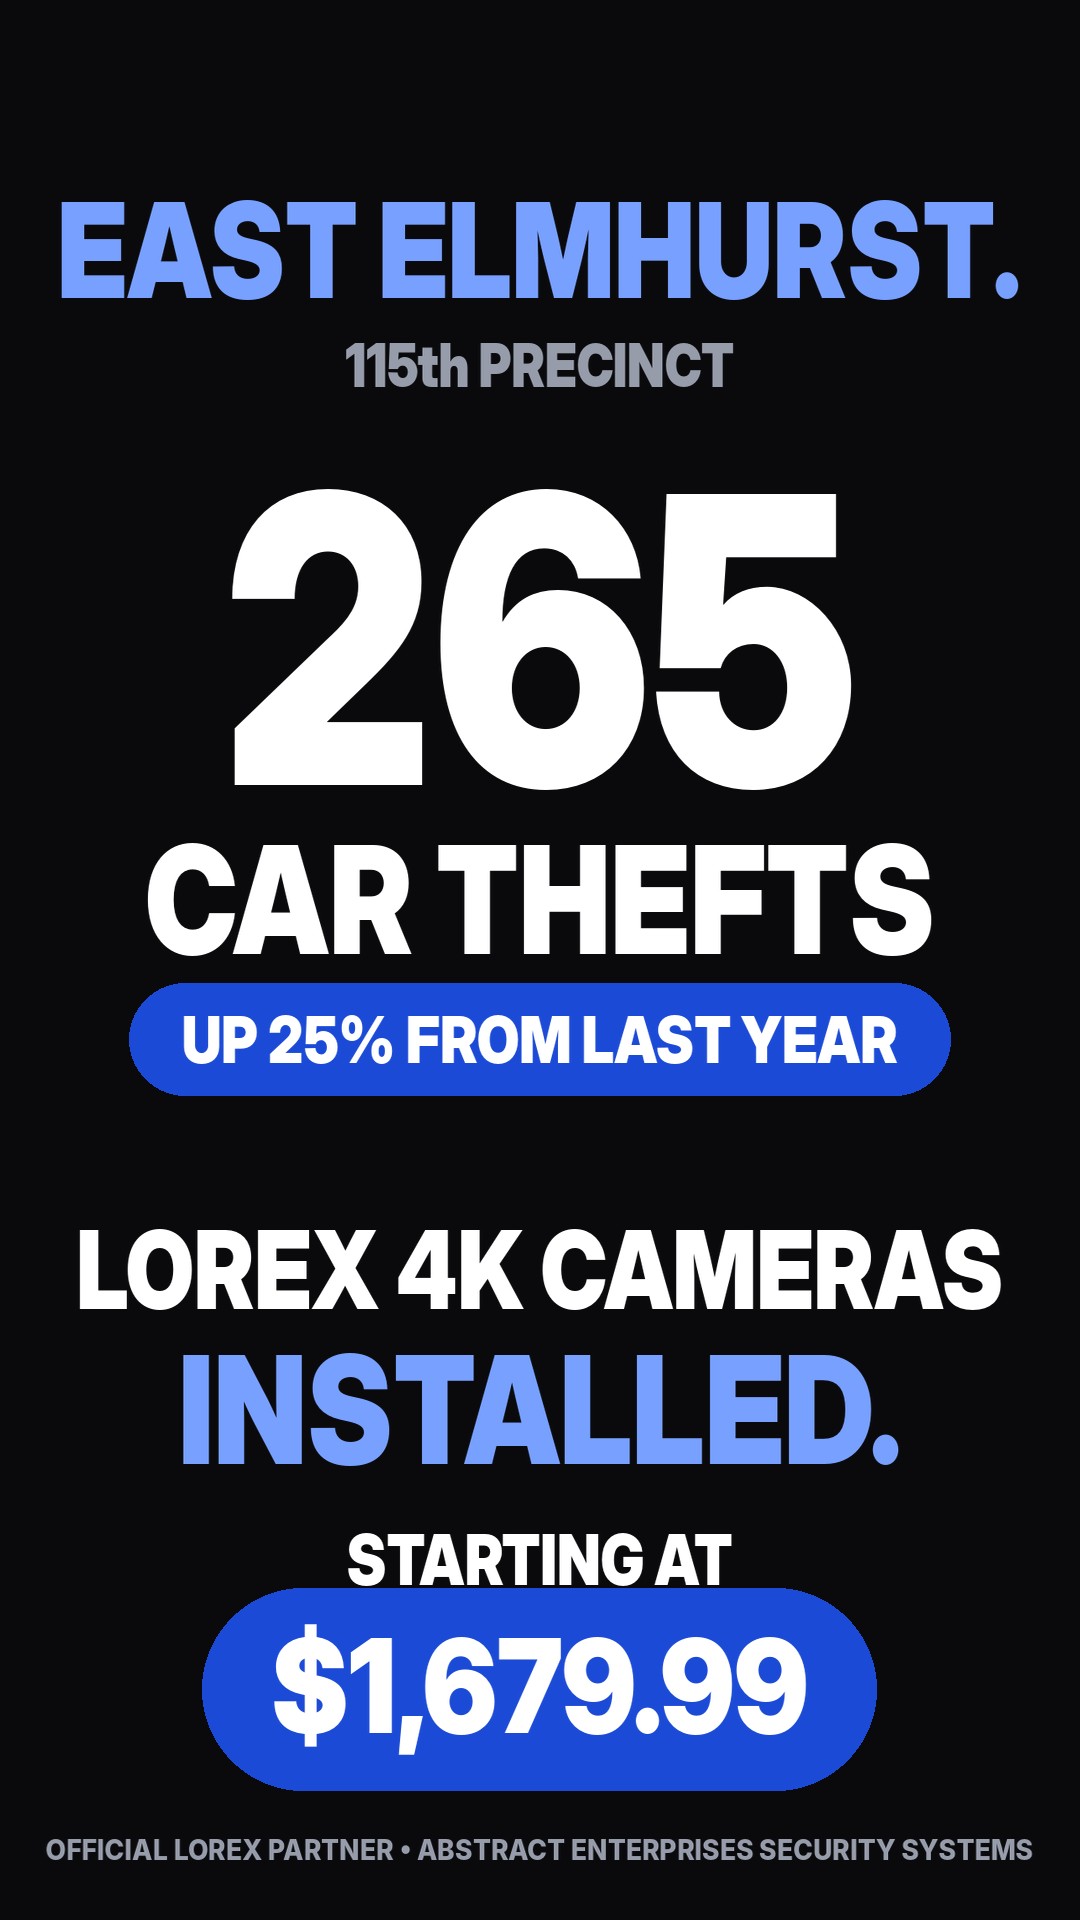 EAST ELMHURST.
115th PRECINCT
265
CAR THEFTS
UP 25% FROM LAST YEAR
LOREX 4K CAMERAS
INSTALLED.
STARTING AT
$1,679.99
OFFICIAL LOREX PARTNER • ABSTRACT ENTERPRISES SECURITY SYSTEMS